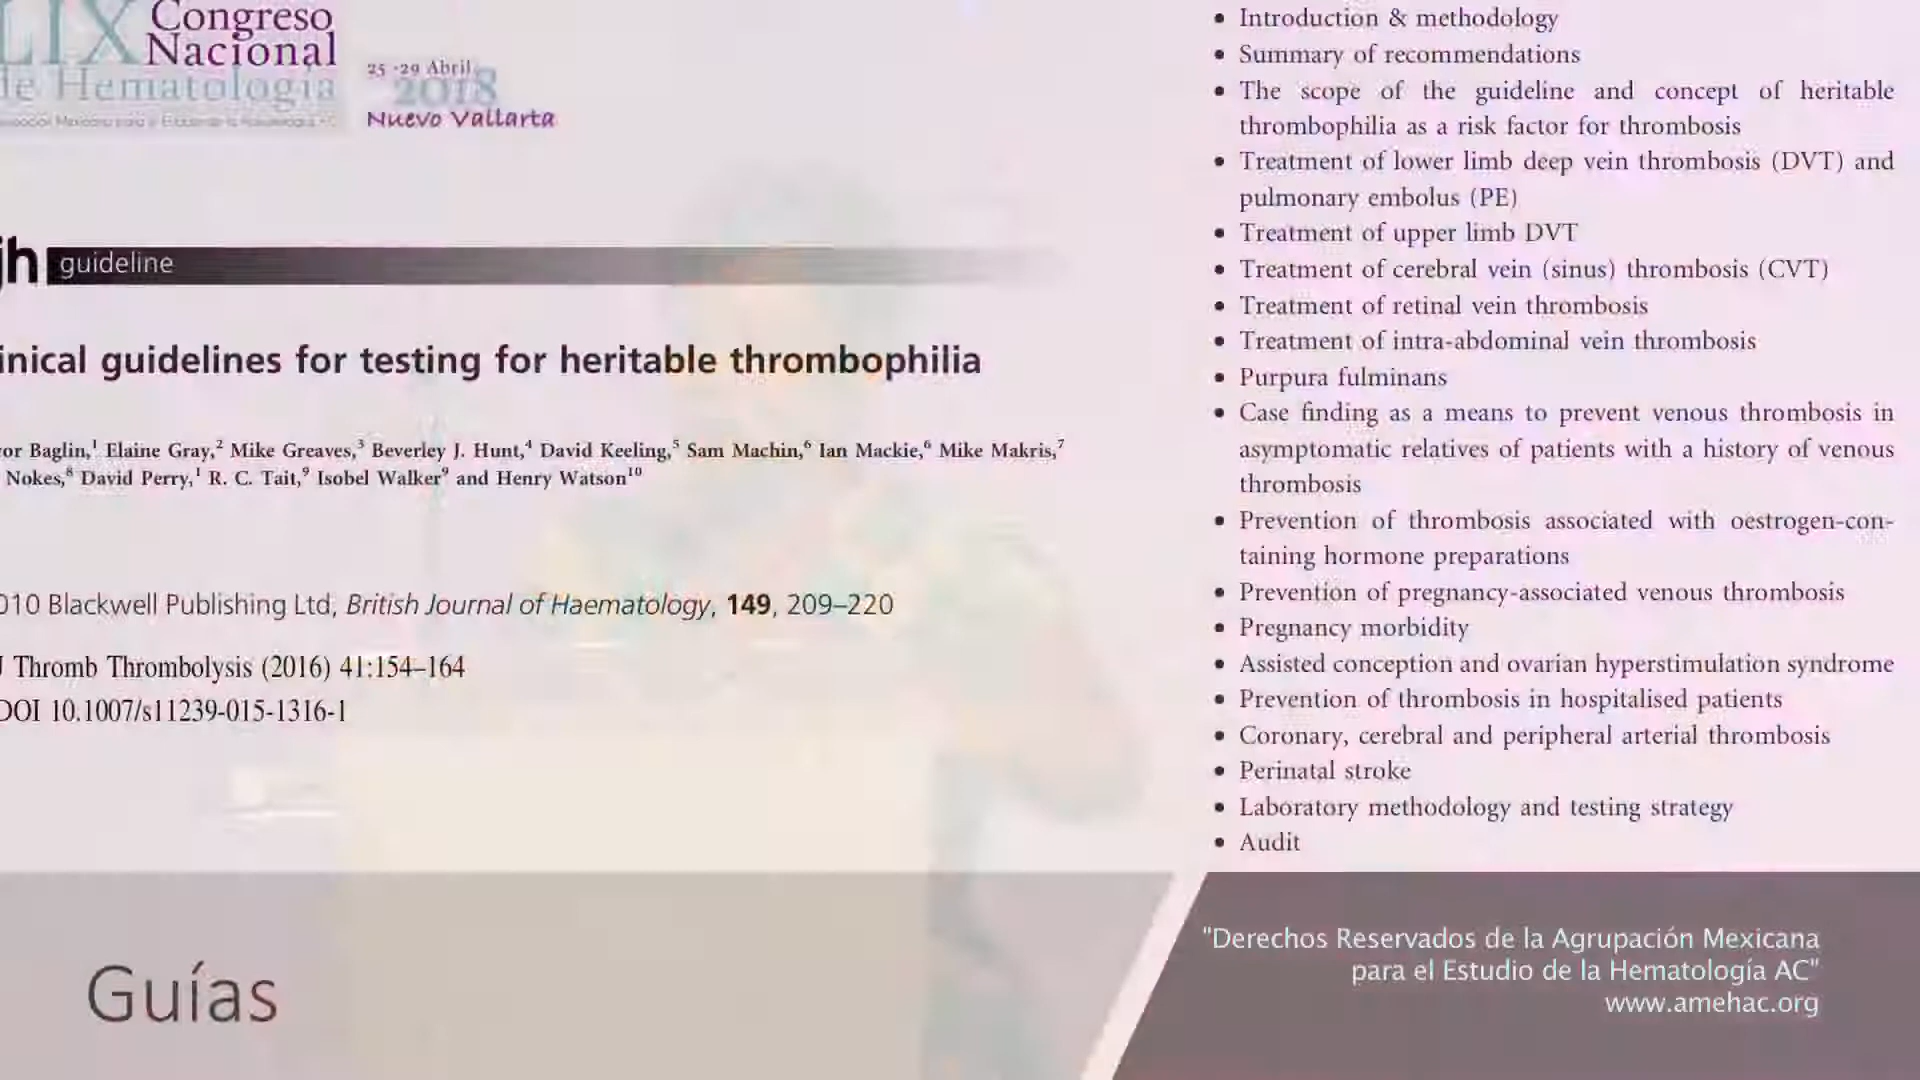 LIX Congreso
Nacional
de Hematología
25 -29 Abril
2018
Nuevo Vallarta
jh guideline
inical guidelines for testing for heritable thrombophilia
or Baglin,1 Elaine Gray,2 Mike Greaves,3 Beverley J. Hunt,4 David Keeling,5 Sam Machin,6 Ian Mackie,6 Mike Makris,7
Nokes,8 David Perry,1 R. C. Tait,9 Isobel Walker9 and Henry Watson10
010 Blackwell Publishing Ltd, British Journal of Haematology, 149, 209–220
J Thromb Thrombolysis (2016) 41:154–164
DOI 10.1007/s11239-015-1316-1
• Introduction & methodology
• Summary of recommendations
• The scope of the guideline and concept of heritable
thrombophilia as a risk factor for thrombosis
• Treatment of lower limb deep vein thrombosis (DVT) and
pulmonary embolus (PE)
• Treatment of upper limb DVT
• Treatment of cerebral vein (sinus) thrombosis (CVT)
• Treatment of retinal vein thrombosis
• Treatment of intra-abdominal vein thrombosis
• Purpura fulminans
• Case finding as a means to prevent venous thrombosis in
asymptomatic relatives of patients with a history of venous
thrombosis
• Prevention of thrombosis associated with oestrogen-con-
taining hormone preparations
• Prevention of pregnancy-associated venous thrombosis
• Pregnancy morbidity
• Assisted conception and ovarian hyperstimulation syndrome
• Prevention of thrombosis in hospitalised patients
• Coronary, cerebral and peripheral arterial thrombosis
• Perinatal stroke
• Laboratory methodology and testing strategy
• Audit
Guías
"Derechos Reservados de la Agrupación Mexicana
para el Estudio de la Hematología AC"
www.amehac.org